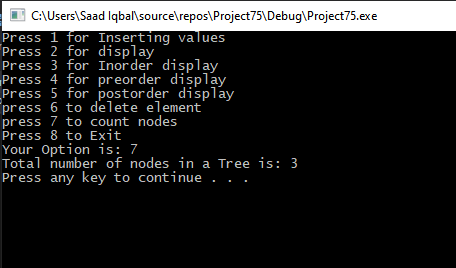 C:\Users\Saad Iqbal\source\repos\Project75\Debug\Project75.exe
Press 1 for Inserting values
Press 2 for display
Press 3 for Inorder display
Press 4 for preorder display
Press 5 for postorder display
press 6 to delete element
press 7 to count nodes
Press 8 to Exit
Your Option is: 7
Total number of nodes in a Tree is: 3
Press any key to continue . . .